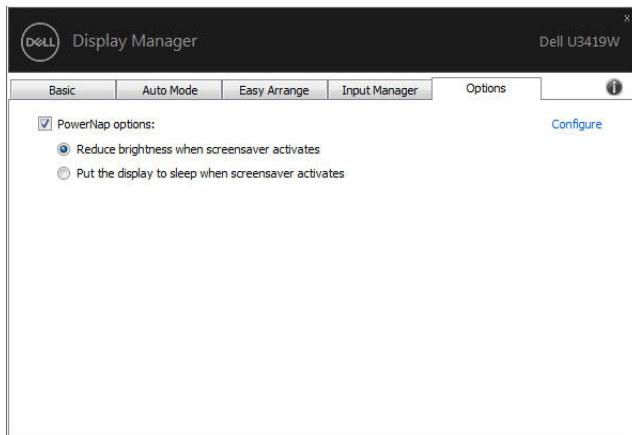 DELL Display Manager Dell U3419W
Basic Auto Mode Easy Arrange Input Manager Options
PowerNap options: Configure
Reduce brightness when screensaver activates
Put the display to sleep when screensaver activates